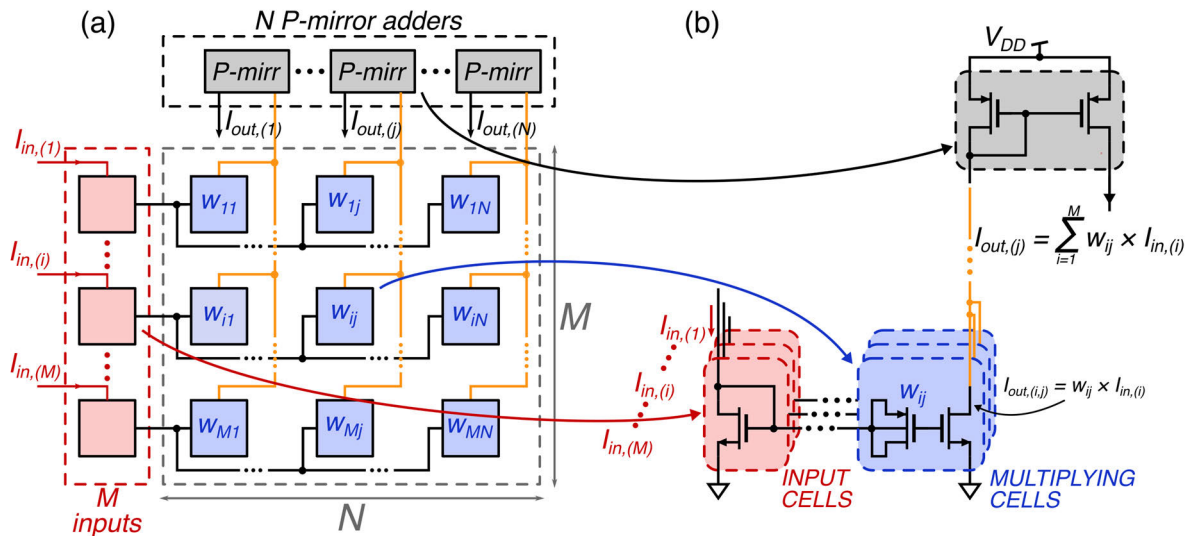 (a)
N P-mirror adders
P-mirr
P-mirr
P-mirr
I_out,(1)
I_out,(j)
I_out,(N)
I_in,(1)
I_in,(i)
I_in,(M)
w_11
w_1j
w_1N
w_i1
w_ij
w_iN
w_M1
w_Mj
w_MN
M
N
M
inputs
(b)
V_DD
I_out,(j) = ∑_{i=1}^{M} w_ij × I_in,(i)
I_in,(1)
I_in,(i)
I_in,(M)
w_ij
I_out,(i,j) = w_ij × I_in,(i)
INPUT
CELLS
MULTIPLYING
CELLS